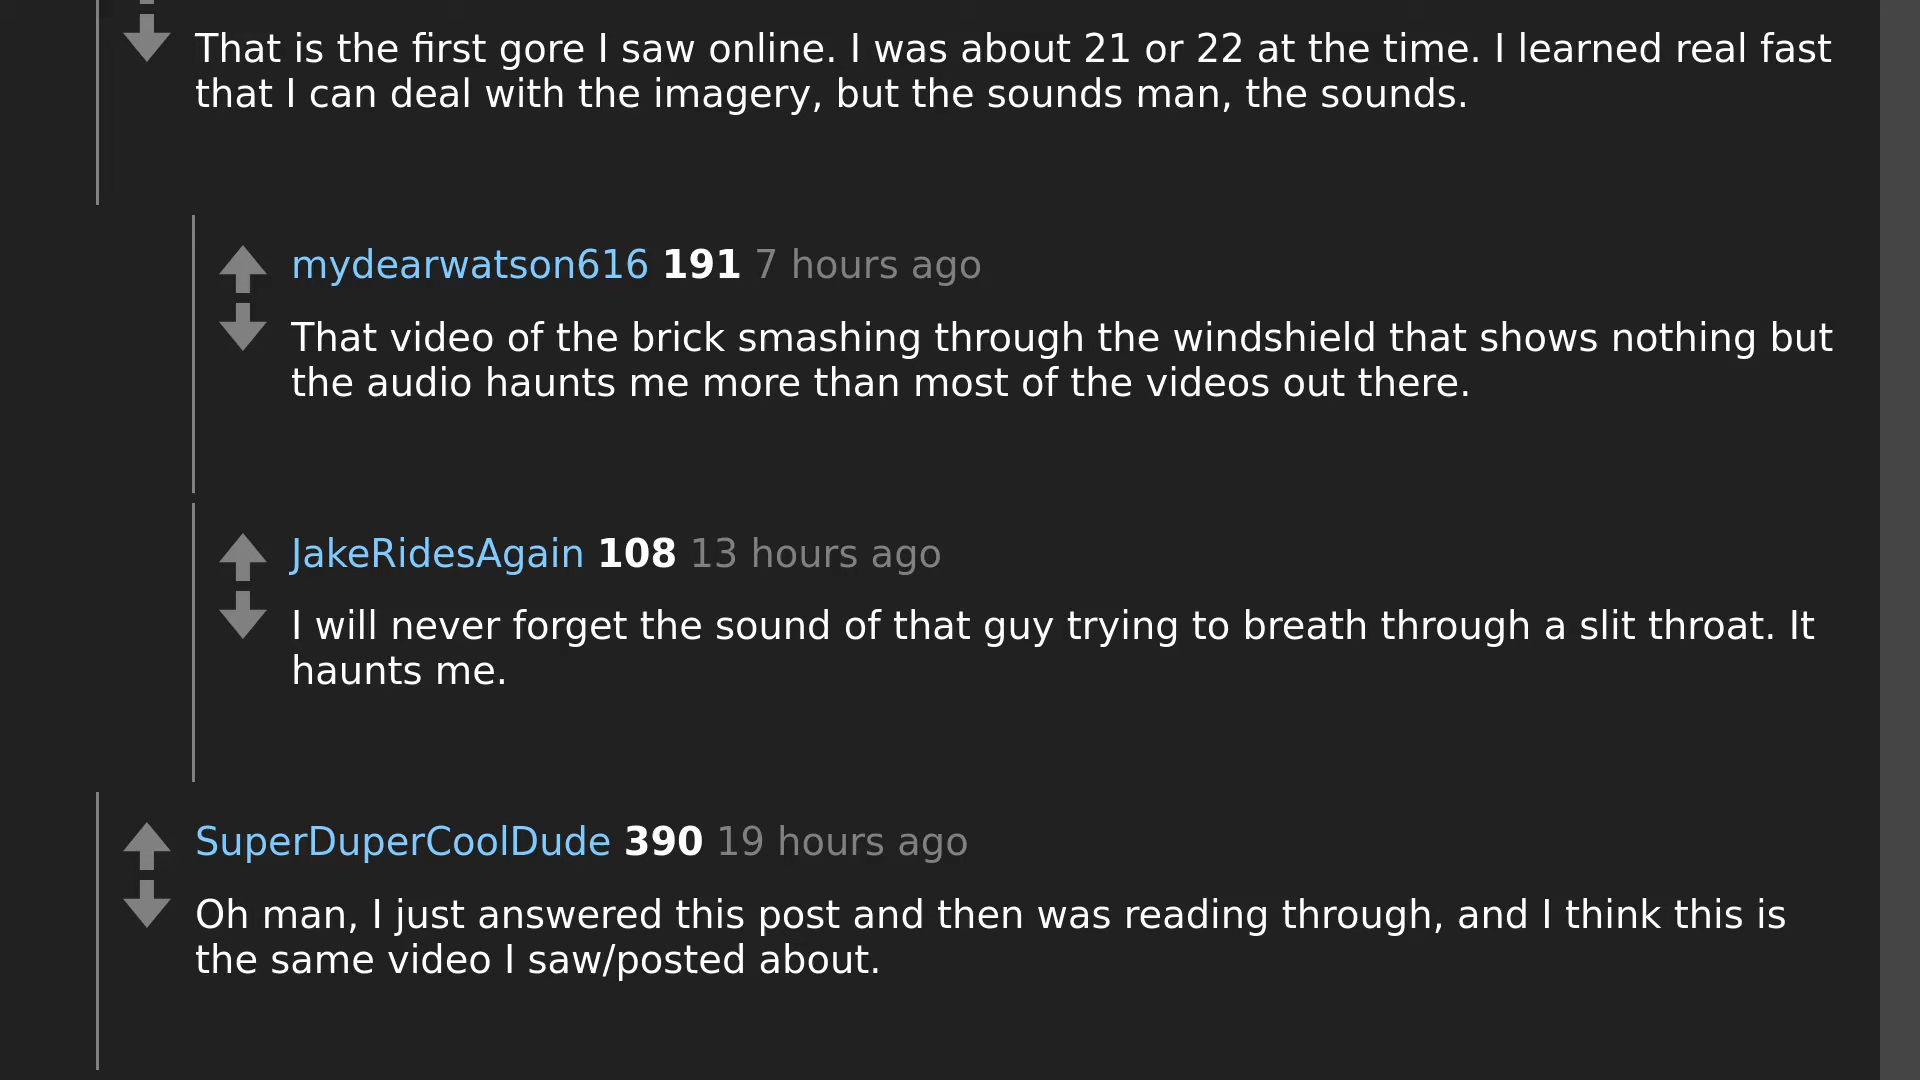 That is the first gore I saw online. I was about 21 or 22 at the time. I learned real fast
that I can deal with the imagery, but the sounds man, the sounds.
mydearwatson616 191 7 hours ago
That video of the brick smashing through the windshield that shows nothing but
the audio haunts me more than most of the videos out there.
JakeRidesAgain 108 13 hours ago
I will never forget the sound of that guy trying to breath through a slit throat. It
haunts me.
SuperDuperCoolDude 390 19 hours ago
Oh man, I just answered this post and then was reading through, and I think this is
the same video I saw/posted about.